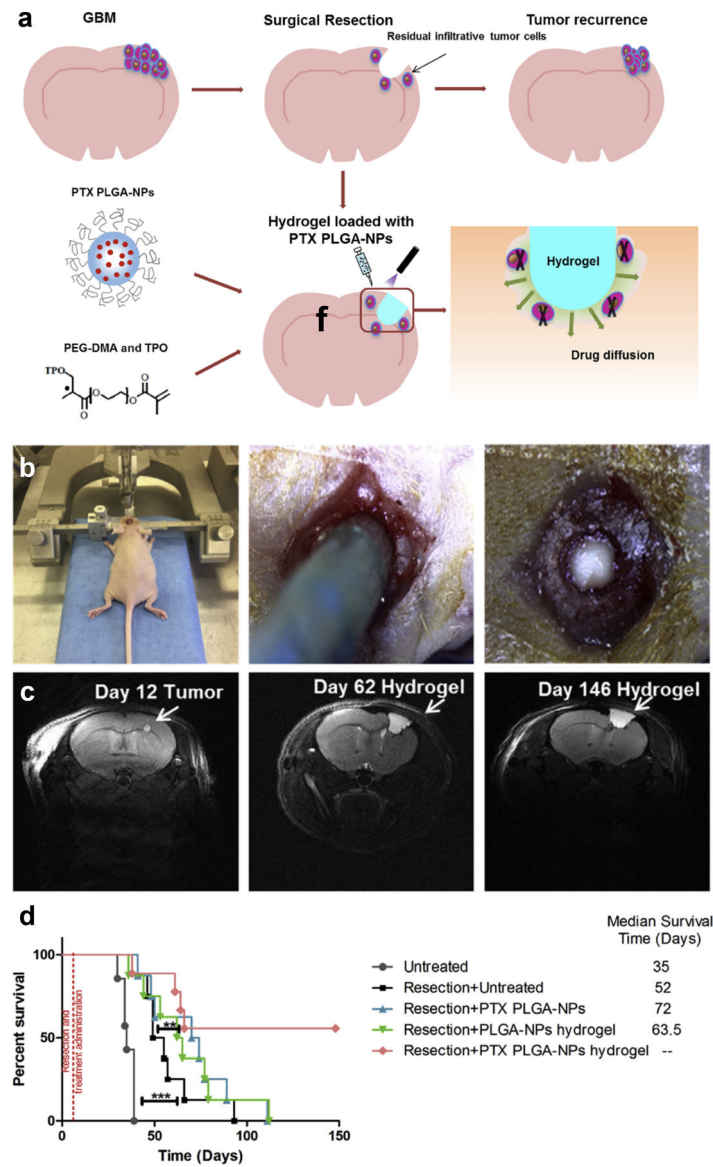 a
GBM
Surgical Resection
Tumor recurrence
Residual infiltrative tumor cells
PTX PLGA-NPs
Hydrogel loaded with
PTX PLGA-NPs
Hydrogel
f
Drug diffusion
PEG-DMA and TPO
TPO
O
O
O
O
b
c
Day 12 Tumor
Day 62 Hydrogel
Day 146 Hydrogel
d
Median Survival
Time (Days)
Untreated 35
Resection+Untreated 52
Resection+PTX PLGA-NPs 72
Resection+PLGA-NPs hydrogel 63.5
Resection+PTX PLGA-NPs hydrogel --
Percent survival
100
50
0
Resection and
treatment administration
**
***
0 50 100 150
Time (Days)